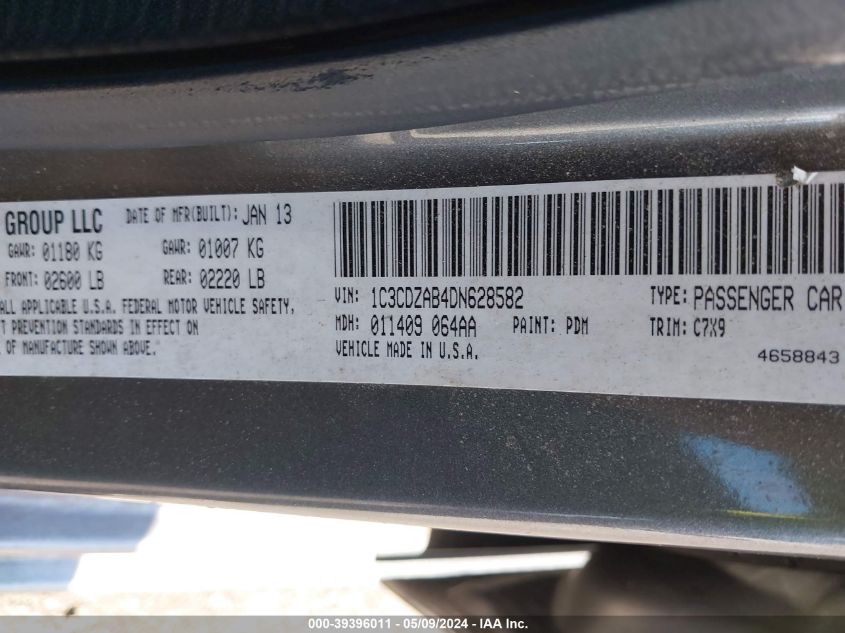 GROUP LLC DATE OF MFR(BUILT): JAN 13
GAWR: 01180 KG GAWR: 01007 KG
FRONT: 02600 LB REAR: 02220 LB
ALL APPLICABLE U.S.A. FEDERAL MOTOR VEHICLE SAFETY,
T PREVENTION STANDARDS IN EFFECT ON
OF MANUFACTURE SHOWN ABOVE.
VIN: 1C3CDZAB4DN628582 TYPE: PASSENGER CAR
MDH: 011409 064AA PAINT: PDM TRIM: C7X9
VEHICLE MADE IN U.S.A.
4658843
000-39396011 - 05/09/2024 - IAA Inc.